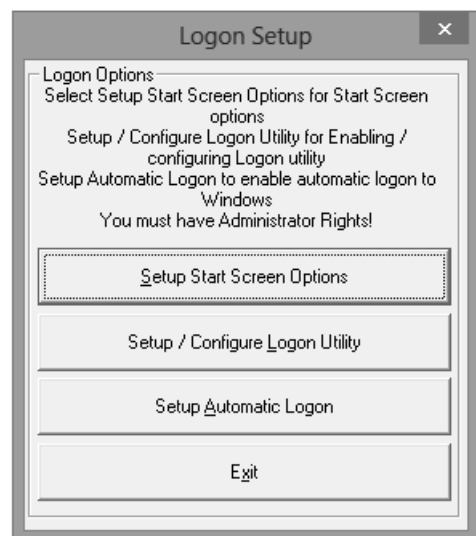 Logon Setup
Logon Options
Select Setup Start Screen Options for Start Screen
options
Setup / Configure Logon Utility for Enabling /
configuring Logon utility
Setup Automatic Logon to enable automatic logon to
Windows
You must have Administrator Rights!
Setup Start Screen Options
Setup / Configure Logon Utility
Setup Automatic Logon
Exit